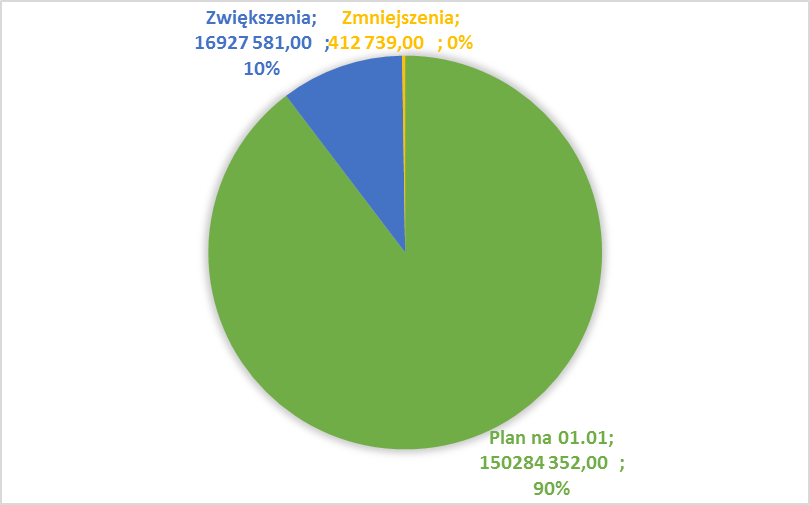 Zwiększenia;
16927 581,00 ;
10%
Zmniejszenia;
412 739,00 ; 0%
Plan na 01.01;
150284 352,00 ;
90%